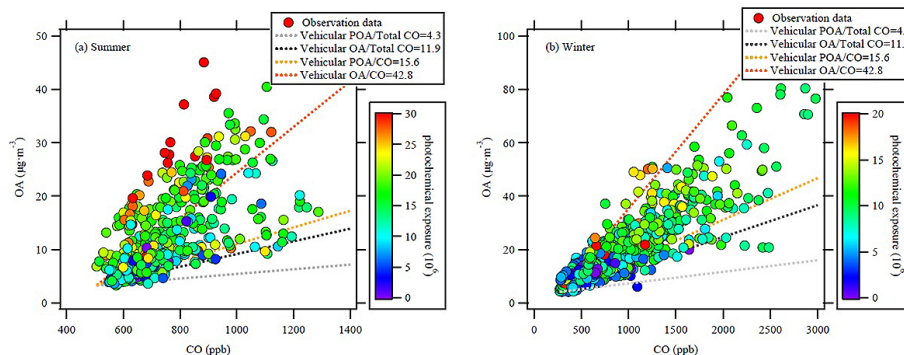 Observation data
Vehicular POA/Total CO=4.3
Vehicular OA/Total CO=11.9
Vehicular POA/CO=15.6
Vehicular OA/CO=42.8
(a) Summer
50
40
30
20
10
0
OA (μg·m⁻³)
400
600
800
1000
1200
1400
CO (ppb)
30
20
10
0
photochemical exposure (10⁶
Observation data
Vehicular POA/Total CO=4.
Vehicular OA/Total CO=11.
Vehicular POA/CO=15.6
Vehicular OA/CO=42.8
(b) Winter
100
80
60
40
20
0
OA (μg·m⁻³)
0
500
1000
1500
2000
2500
3000
CO (ppb)
20
15
10
5
0
photochemical exposure (10⁶